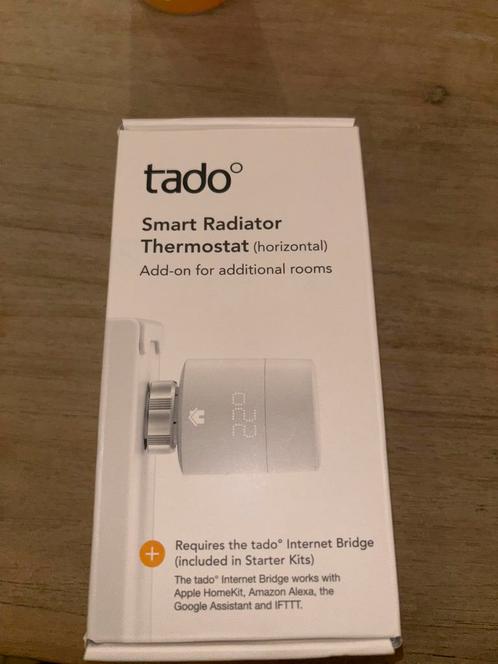 tado°
Smart Radiator
Thermostat (horizontal)
Add-on for additional rooms
22.0
Requires the tado° Internet Bridge
(included in Starter Kits)
The tado° Internet Bridge works with
Apple HomeKit, Amazon Alexa, the
Google Assistant and IFTTT.